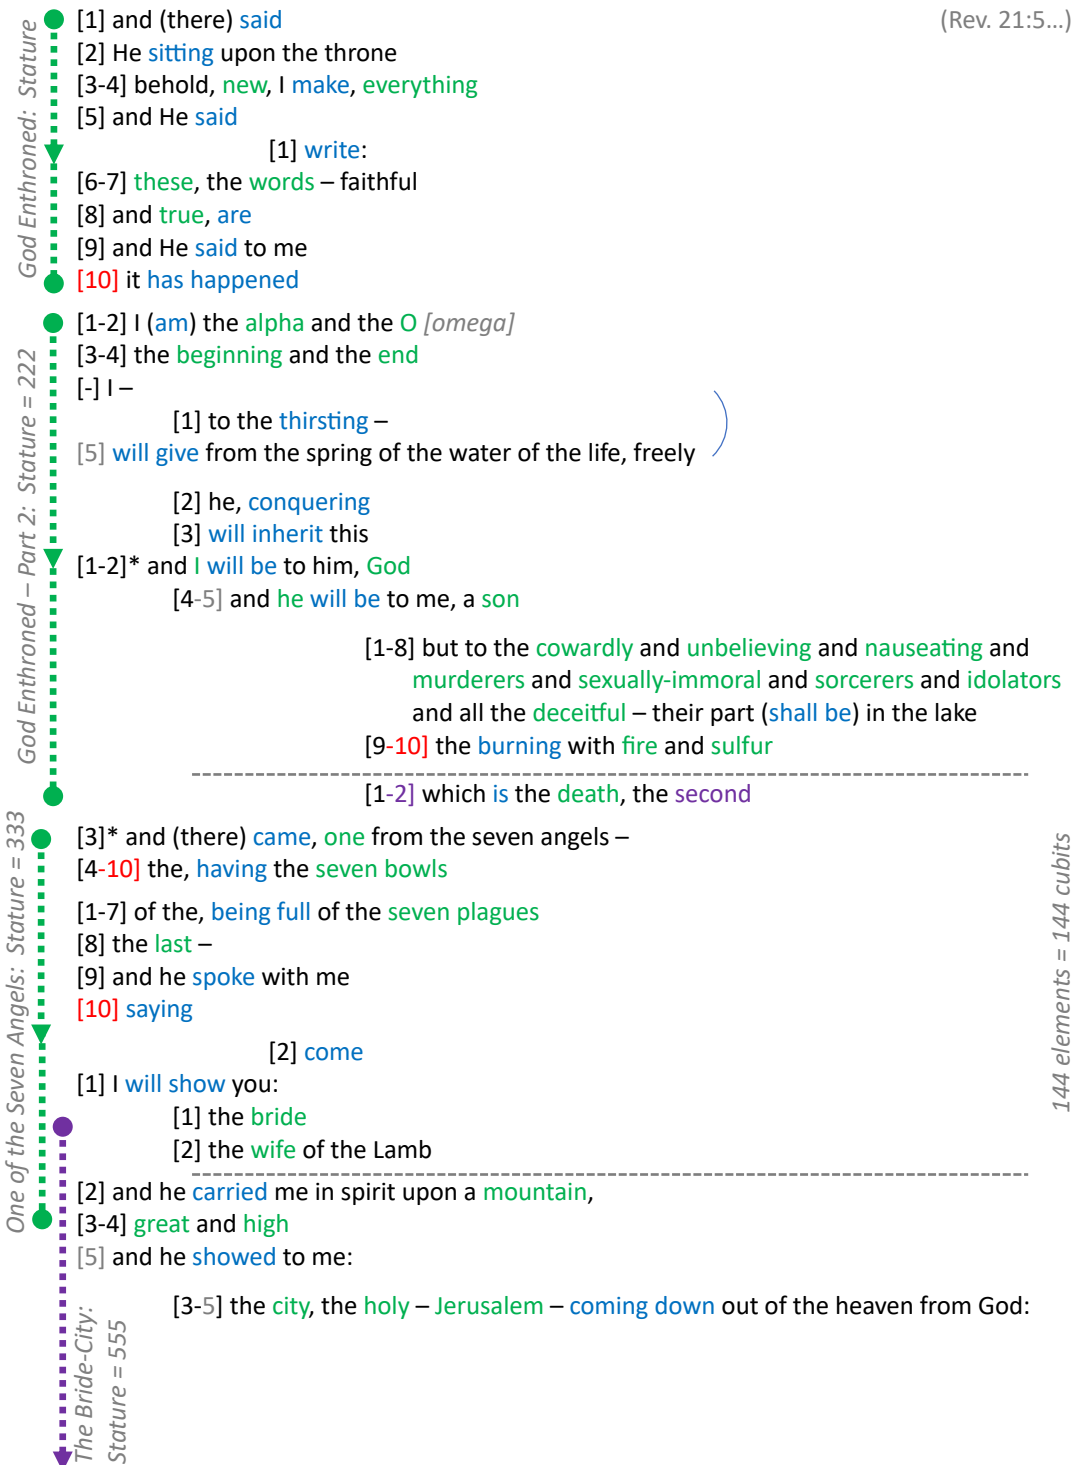 [1] and (there) said
(Rev. 21:5...)
[2] He sitting upon the throne
[3-4] behold, new, I make, everything
[5] and He said
[1] write:
[6-7] these, the words – faithful
[8] and true, are
[9] and He said to me
[10] it has happened
God Enthroned: Stature
[1-2] I (am) the alpha and the O [omega]
[3-4] the beginning and the end
[-] I –
[1] to the thirsting –
[5] will give from the spring of the water of the life, freely
[2] he, conquering
[3] will inherit this
[1-2]* and I will be to him, God
[4-5] and he will be to me, a son
[1-8] but to the cowardly and unbelieving and nauseating and
murderers and sexually-immoral and sorcerers and idolators
and all the deceitful – their part (shall be) in the lake
[9-10] the burning with fire and sulfur
[1-2] which is the death, the second
God Enthroned – Part 2: Stature = 222
[3]* and (there) came, one from the seven angels –
[4-10] the, having the seven bowls
[1-7] of the, being full of the seven plagues
[8] the last –
[9] and he spoke with me
[10] saying
[2] come
[1] I will show you:
[1] the bride
[2] the wife of the Lamb
[2] and he carried me in spirit upon a mountain,
[3-4] great and high
[5] and he showed to me:
[3-5] the city, the holy – Jerusalem – coming down out of the heaven from God:
One of the Seven Angels: Stature = 333
The Bride-City:
Stature = 555
144 elements = 144 cubits